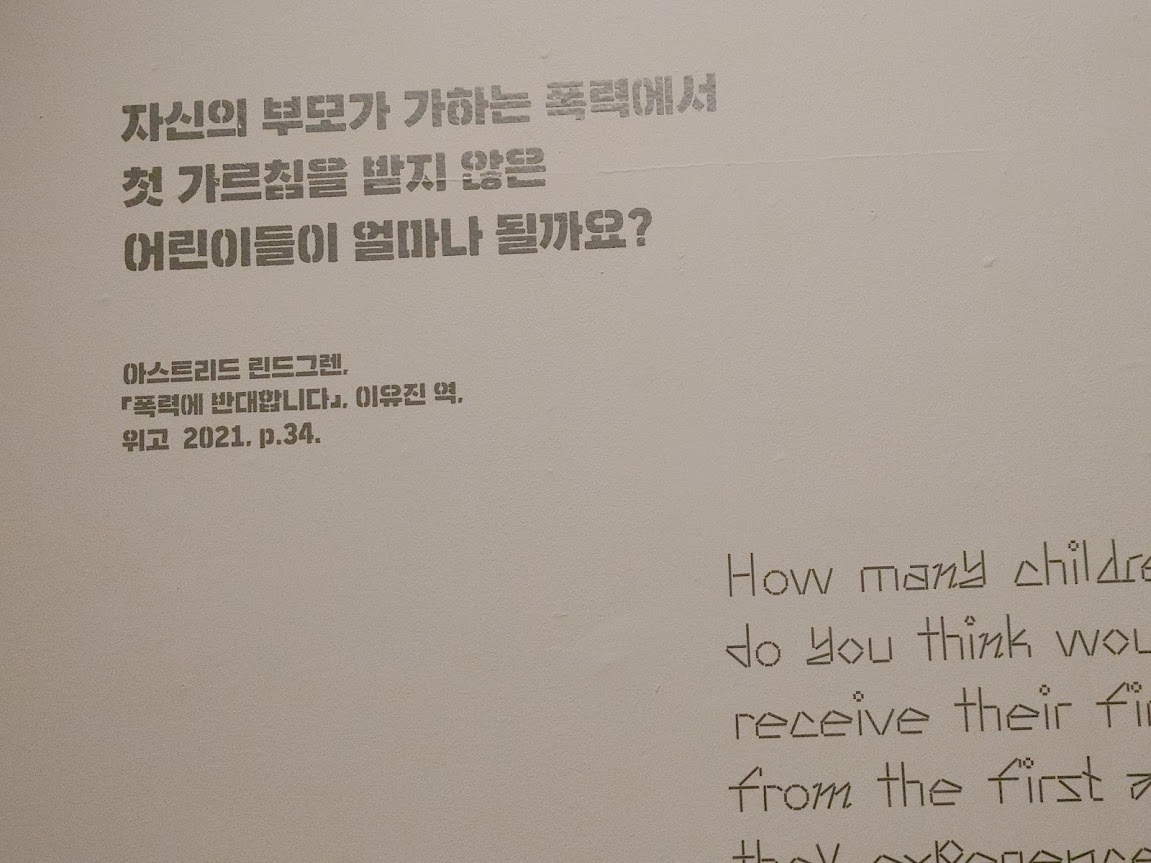 자신의 부모가 가하는 폭력에서
첫 가르침을 받지 않은
어린이들이 얼마나 될까요?
아스트리드 린드그렌,
『폭력에 반대합니다』, 이유진 역,
위고 2021, p.34.
How many
do you think
receive their
from the first
they